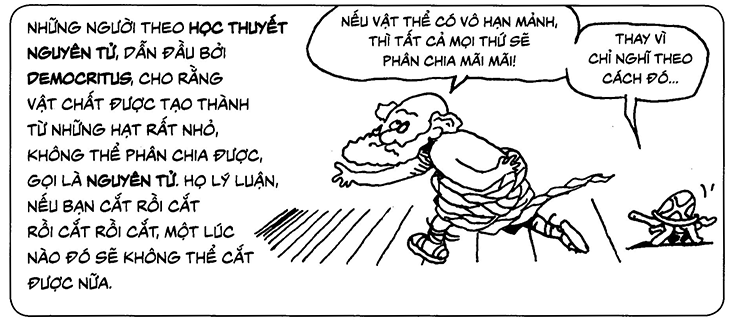 NHỮNG NGƯỜI THEO HỌC THUYẾT
NGUYÊN TỬ, DẪN ĐẦU BỞI
DEMOCRITUS, CHO RẰNG
VẬT CHẤT ĐƯỢC TẠO THÀNH
TỪ NHỮNG HẠT RẤT NHỎ,
KHÔNG THỂ PHÂN CHIA ĐƯỢC,
GỌI LÀ NGUYÊN TỬ. HỌ LÝ LUẬN,
NẾU BẠN CẮT RỒI CẮT
RỒI CẮT RỒI CẮT, MỘT LÚC
NÀO ĐÓ SẼ KHÔNG THỂ CẮT
ĐƯỢC NỮA.
NẾU VẬT THỂ CÓ VÔ HẠN MẢNH,
THÌ TẤT CẢ MỌI THỨ SẼ
PHÂN CHIA MÃI MÃI!
THAY VÌ
CHỈ NGHĨ THEO
CÁCH ĐÓ...